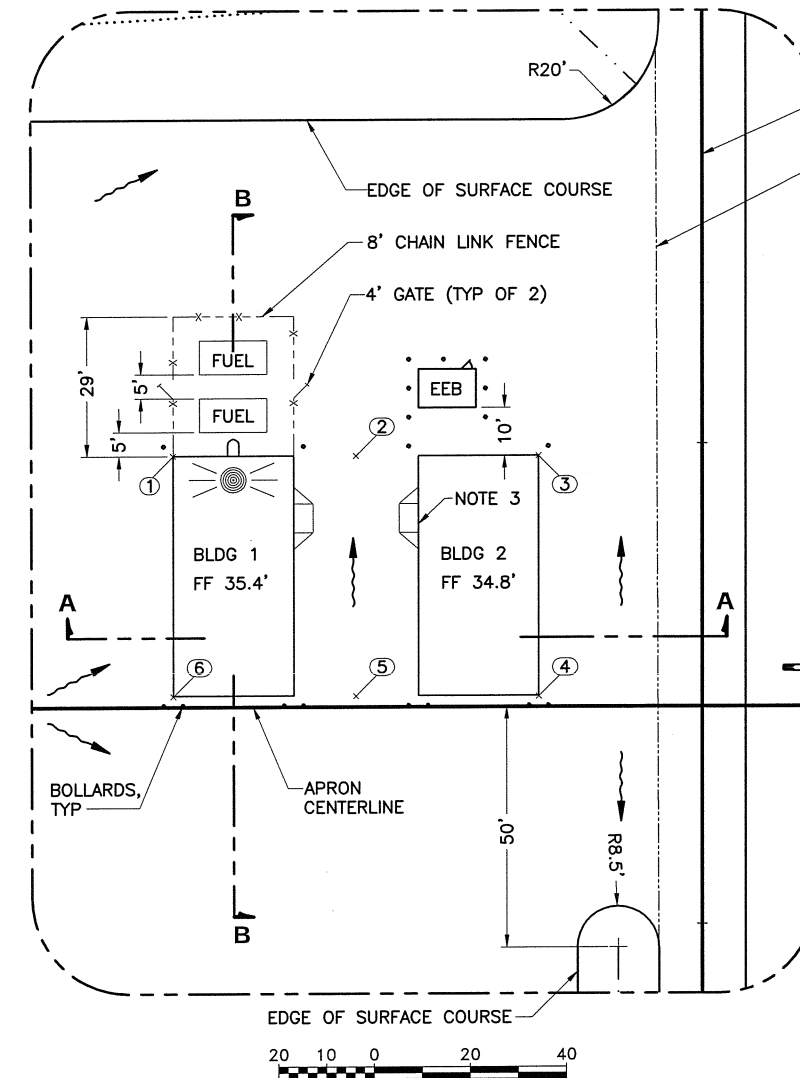 R20'
EDGE OF SURFACE COURSE
B
8' CHAIN LINK FENCE
4' GATE (TYP OF 2)
FUEL
29'
5'
EEB
FUEL
2
5'
10'
1
3
NOTE 3
BLDG 1
FF 35.4'
BLDG 2
FF 34.8'
A
A
6
5
4
BOLLARDS,
TYP
APRON
CENTERLINE
50'
R8.5'
B
EDGE OF SURFACE COURSE
20 10 0 20 40